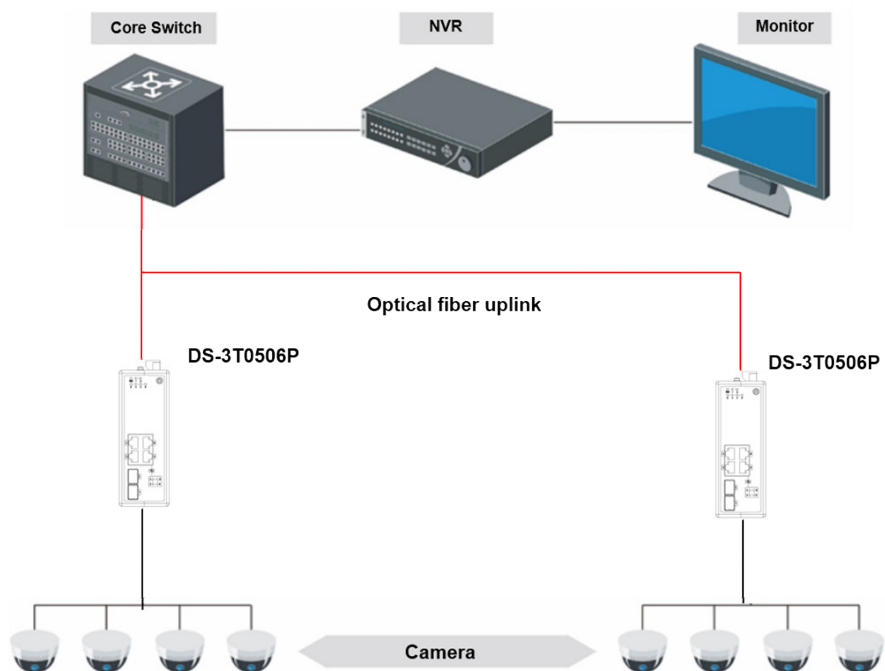 Core Switch
NVR
Monitor
Optical fiber uplink
DS-3T0506P
DS-3T0506P
Camera